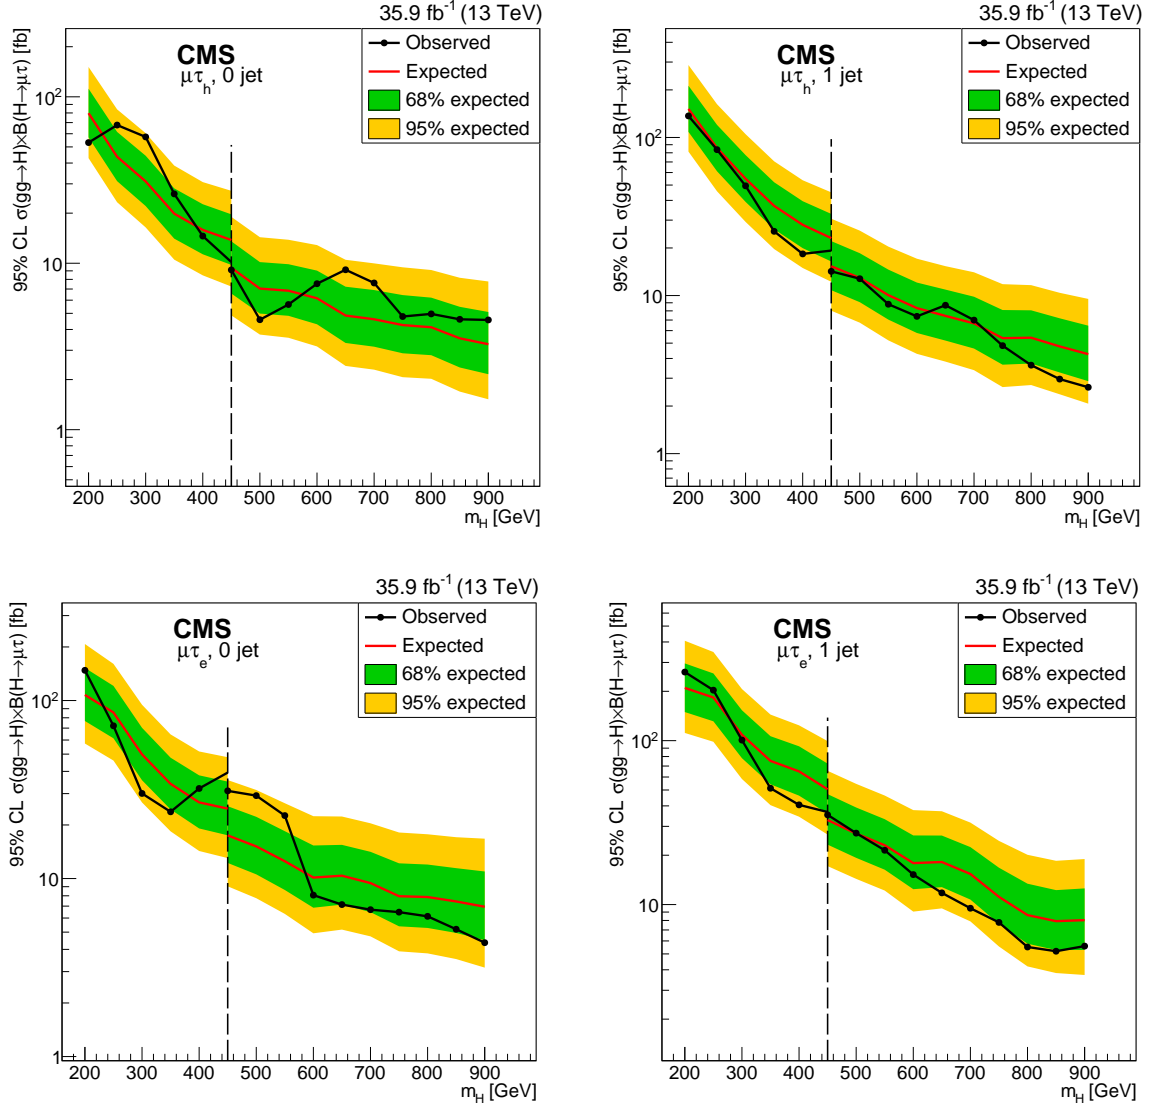 35.9 fb⁻¹ (13 TeV)
95% CL σ(gg→H)×B(H→μτ) [fb]
CMS
μτₕ, 0 jet
Observed
Expected
68% expected
95% expected
10²
10
1
200 300 400 500 600 700 800 900
m_H [GeV]
35.9 fb⁻¹ (13 TeV)
95% CL σ(gg→H)×B(H→μτ) [fb]
CMS
μτₕ, 1 jet
Observed
Expected
68% expected
95% expected
10²
10
1
200 300 400 500 600 700 800 900
m_H [GeV]
35.9 fb⁻¹ (13 TeV)
95% CL σ(gg→H)×B(H→μτ) [fb]
CMS
μτₑ, 0 jet
Observed
Expected
68% expected
95% expected
10²
10
1
200 300 400 500 600 700 800 900
m_H [GeV]
35.9 fb⁻¹ (13 TeV)
95% CL σ(gg→H)×B(H→μτ) [fb]
CMS
μτₑ, 1 jet
Observed
Expected
68% expected
95% expected
10²
10
200 300 400 500 600 700 800 900
m_H [GeV]